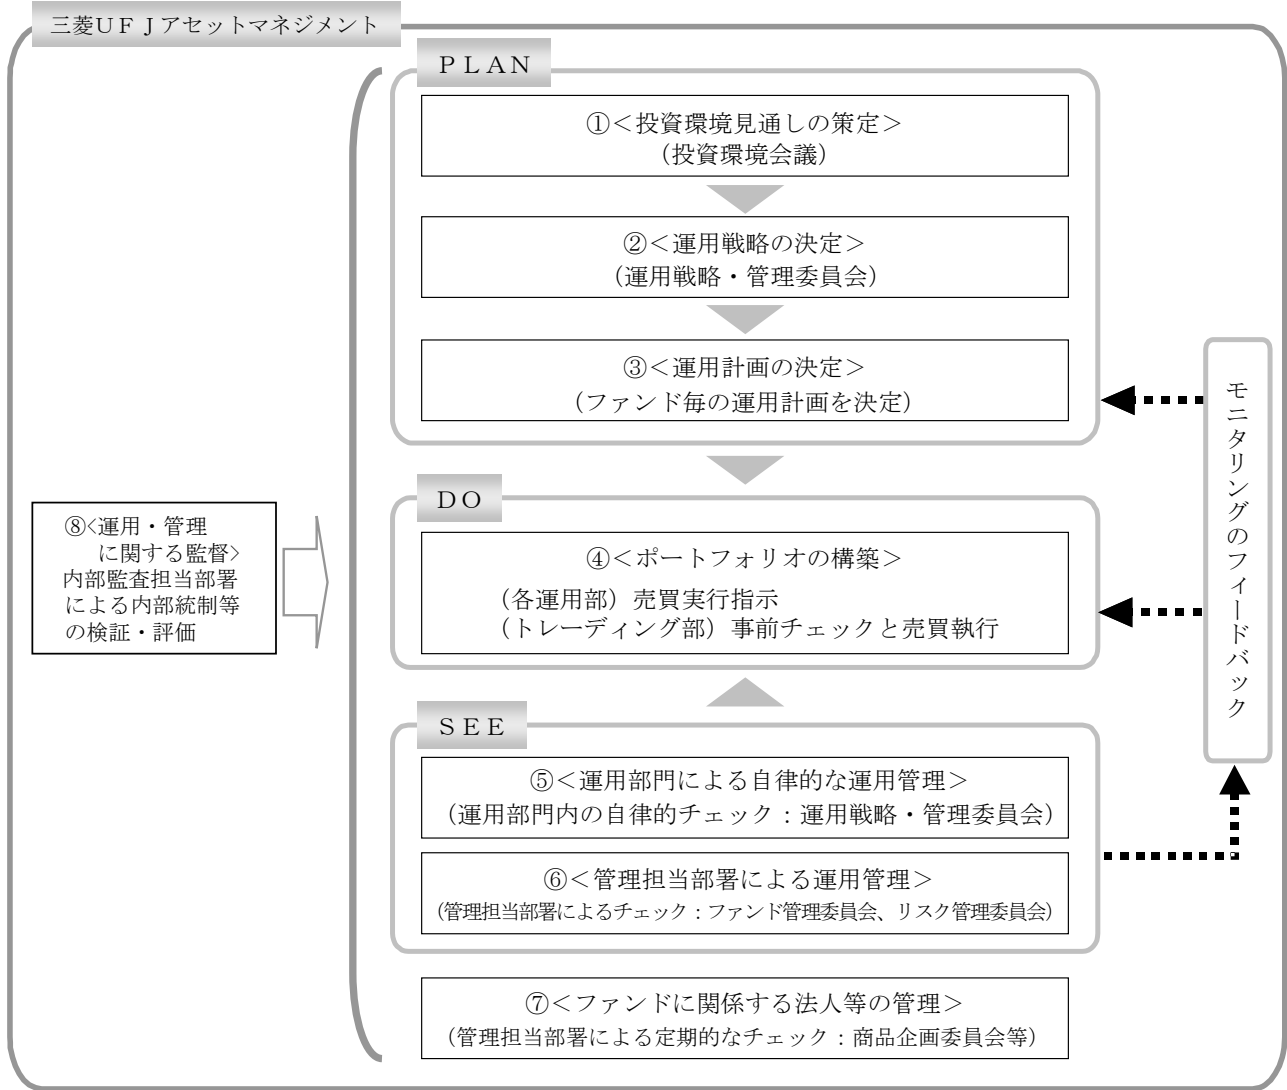 三菱ＵＦＪアセットマネジメント
ＰＬＡＮ
①＜投資環境見通しの策定＞
（投資環境会議）
②＜運用戦略の決定＞
（運用戦略・管理委員会）
③＜運用計画の決定＞
（ファンド毎の運用計画を決定）
ＤＯ
④＜ポートフォリオの構築＞
（各運用部）売買実行指示
（トレーディング部）事前チェックと売買執行
ＳＥＥ
⑤＜運用部門による自律的な運用管理＞
（運用部門内の自律的チェック：運用戦略・管理委員会）
⑥＜管理担当部署による運用管理＞
（管理担当部署によるチェック：ファンド管理委員会、リスク管理委員会）
⑦＜ファンドに関係する法人等の管理＞
（管理担当部署による定期的なチェック：商品企画委員会等）
⑧<運用・管理
に関する監督>
内部監査担当部署
による内部統制等
の検証・評価
モニタリングのフィードバック